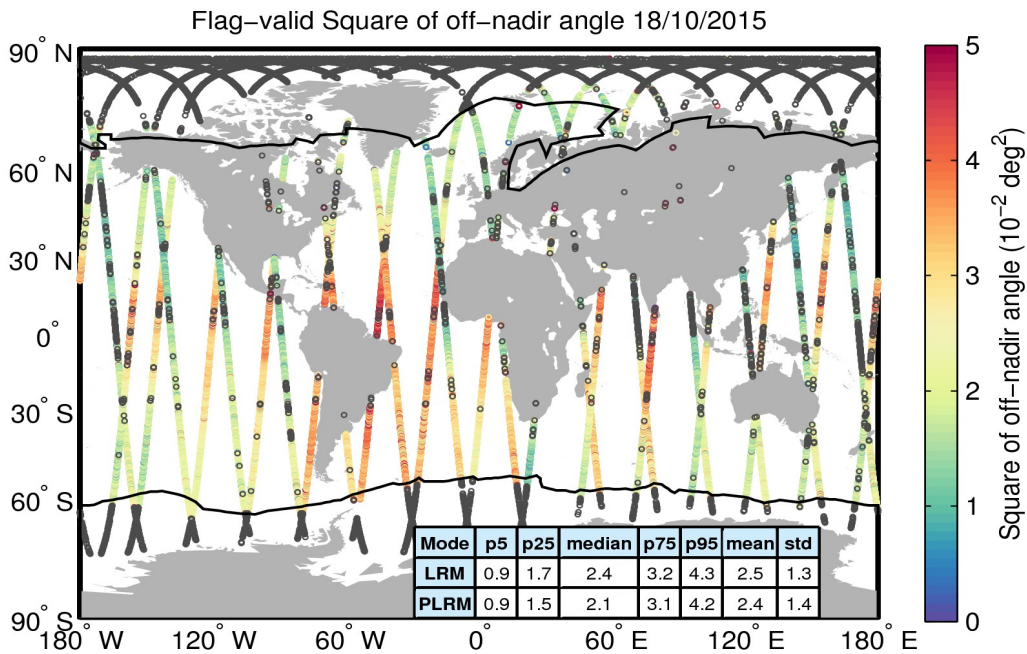 Flag−valid Square of off−nadir angle 18/10/2015
90° N
60° N
30° N
0°
30° S
60° S
90° S
180° W
120° W
60° W
0°
60° E
120° E
180° E
Mode p5 p25 median p75 p95 mean std
LRM 0.9 1.7 2.4 3.2 4.3 2.5 1.3
PLRM 0.9 1.5 2.1 3.1 4.2 2.4 1.4
5
4
3
2
1
0
Square of off−nadir angle (10⁻² deg²)